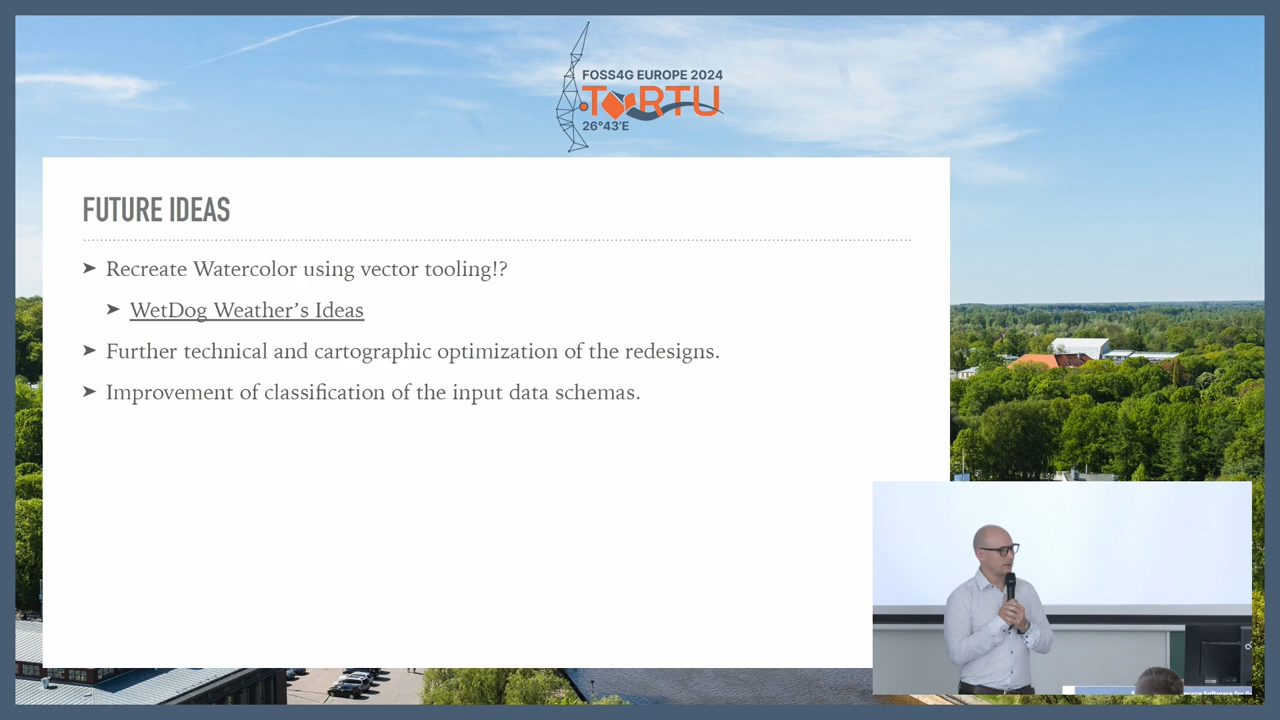 FOSS4G EUROPE 2024
TORTU
26°43'E
FUTURE IDEAS
➤ Recreate Watercolor using vector tooling!?
➤ WetDog Weather’s Ideas
➤ Further technical and cartographic optimization of the redesigns.
➤ Improvement of classification of the input data schemas.